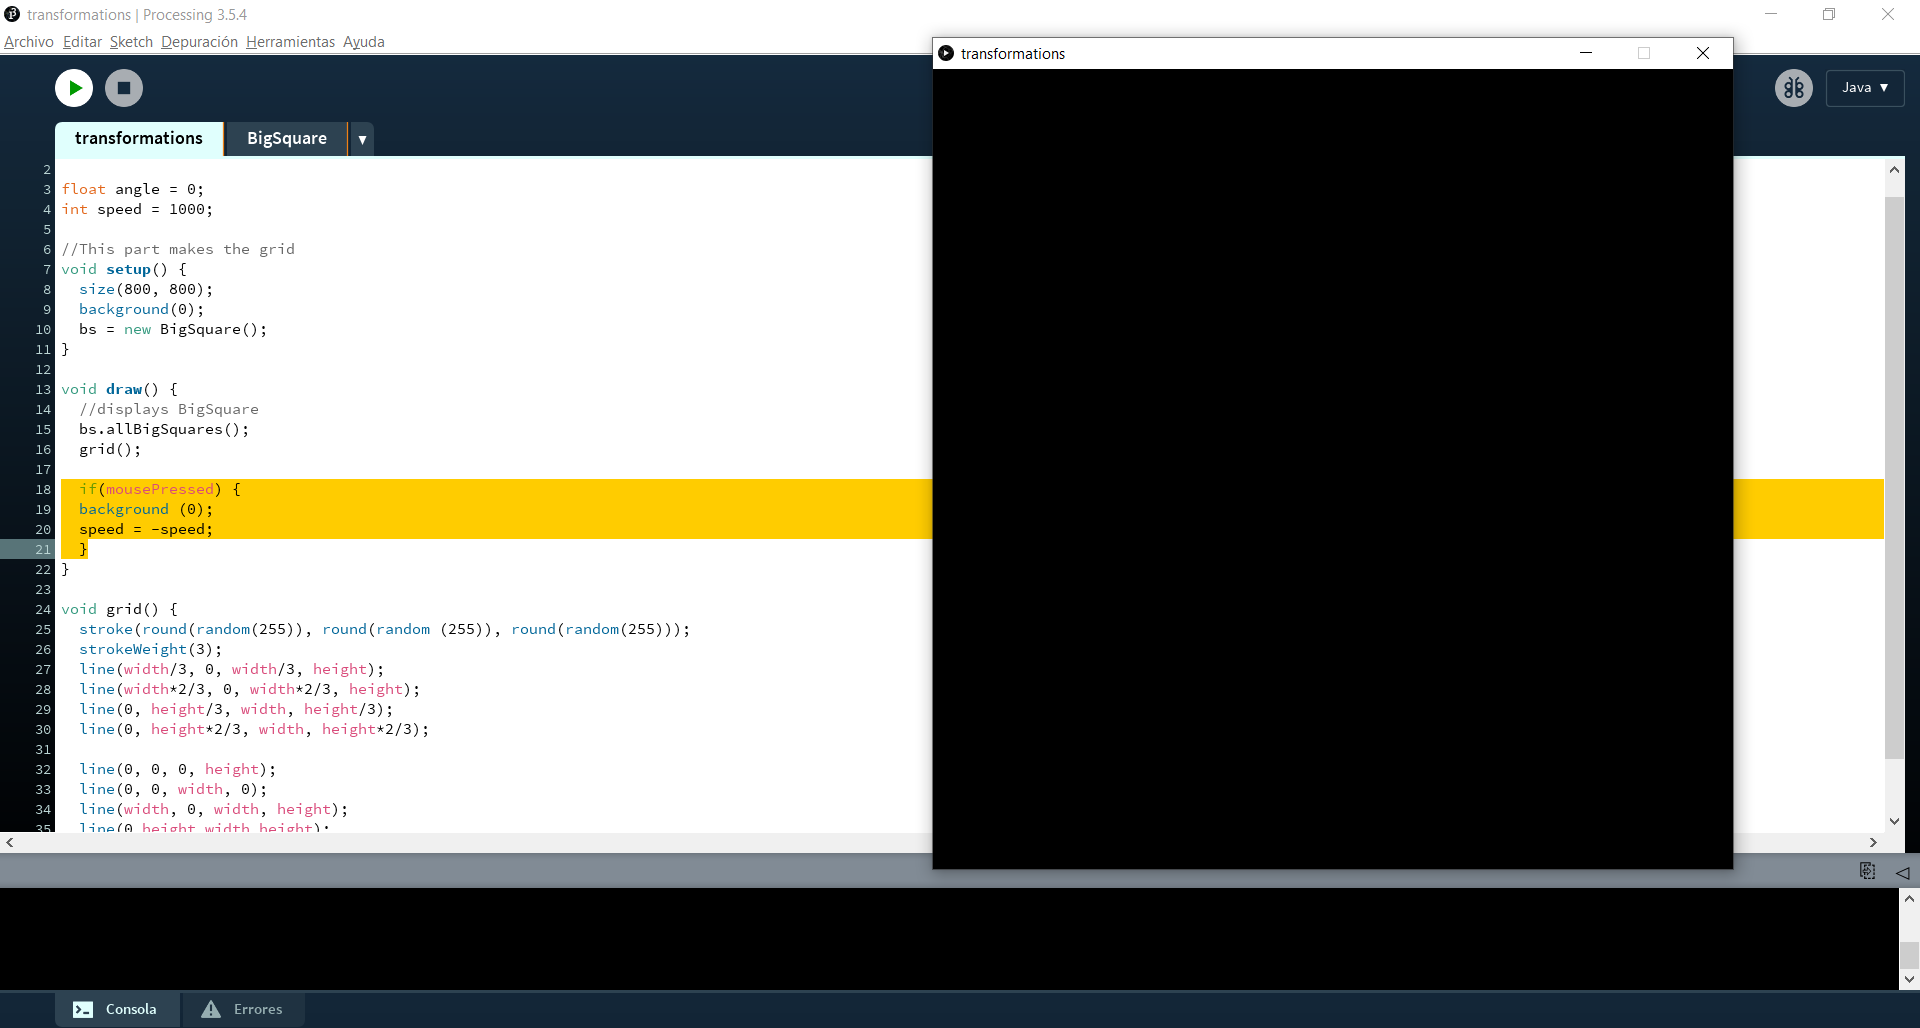 transformations | Processing 3.5.4
Archivo Editar Sketch Depuración Herramientas Ayuda
transformations
Java ▼
transformations BigSquare ▼
2
3 float angle = 0;
4 int speed = 1000;
5
6 //This part makes the grid
7 void setup() {
8 size(800, 800);
9 background(0);
10 bs = new BigSquare();
11 }
12
13 void draw() {
14 //displays BigSquare
15 bs.allBigSquares();
16 grid();
17
18 if(mousePressed) {
19 background (0);
20 speed = -speed;
21 }
22 }
23
24 void grid() {
25 stroke(round(random(255)), round(random (255)), round(random(255)));
26 strokeWeight(3);
27 line(width/3, 0, width/3, height);
28 line(width*2/3, 0, width*2/3, height);
29 line(0, height/3, width, height/3);
30 line(0, height*2/3, width, height*2/3);
31
32 line(0, 0, 0, height);
33 line(0, 0, width, 0);
34 line(width, 0, width, height);
35 line(0,height,width,height);
Consola Errores